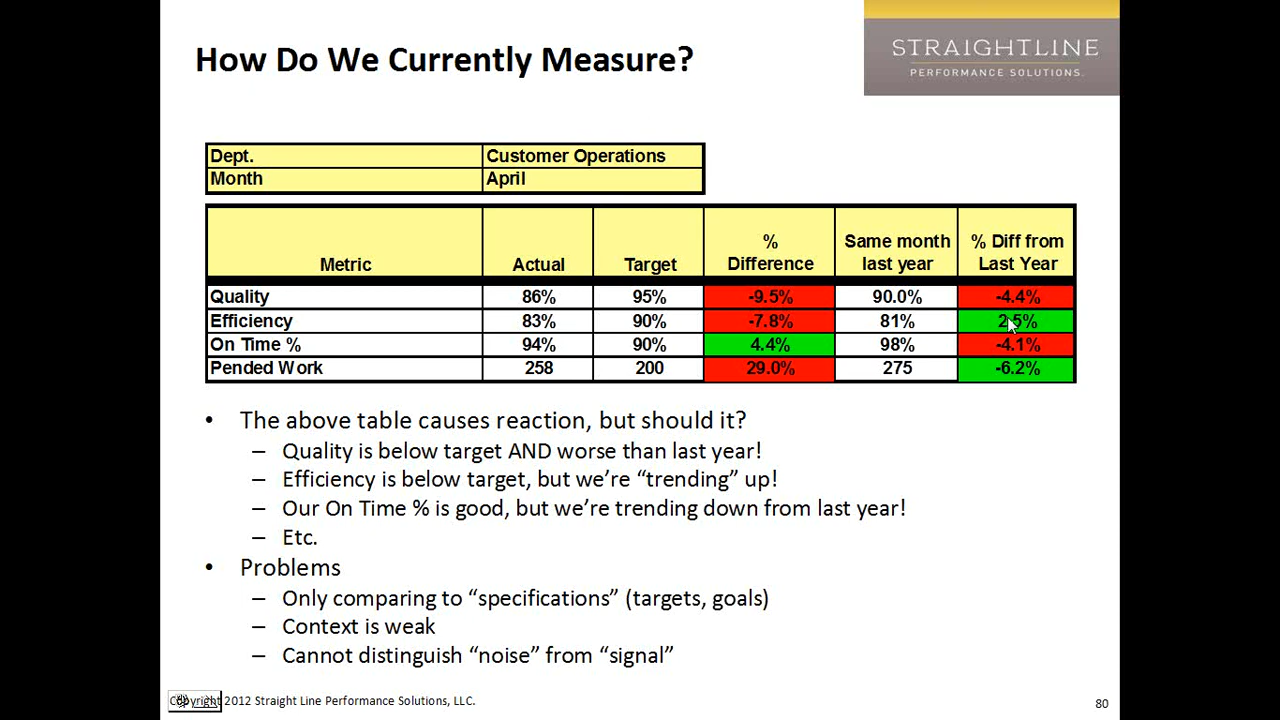 How Do We Currently Measure?
STRAIGHTLINE
PERFORMANCE SOLUTIONS.
Dept. Customer Operations
Month April
Metric Actual Target % Difference Same month last year % Diff from Last Year
Quality 86% 95% -9.5% 90.0% -4.4%
Efficiency 83% 90% -7.8% 81% 2.5%
On Time % 94% 90% 4.4% 98% -4.1%
Pended Work 258 200 29.0% 275 -6.2%
• The above table causes reaction, but should it?
– Quality is below target AND worse than last year!
– Efficiency is below target, but we're “trending” up!
– Our On Time % is good, but we're trending down from last year!
– Etc.
• Problems
– Only comparing to “specifications” (targets, goals)
– Context is weak
– Cannot distinguish “noise” from “signal”
Copyright 2012 Straight Line Performance Solutions, LLC.
80